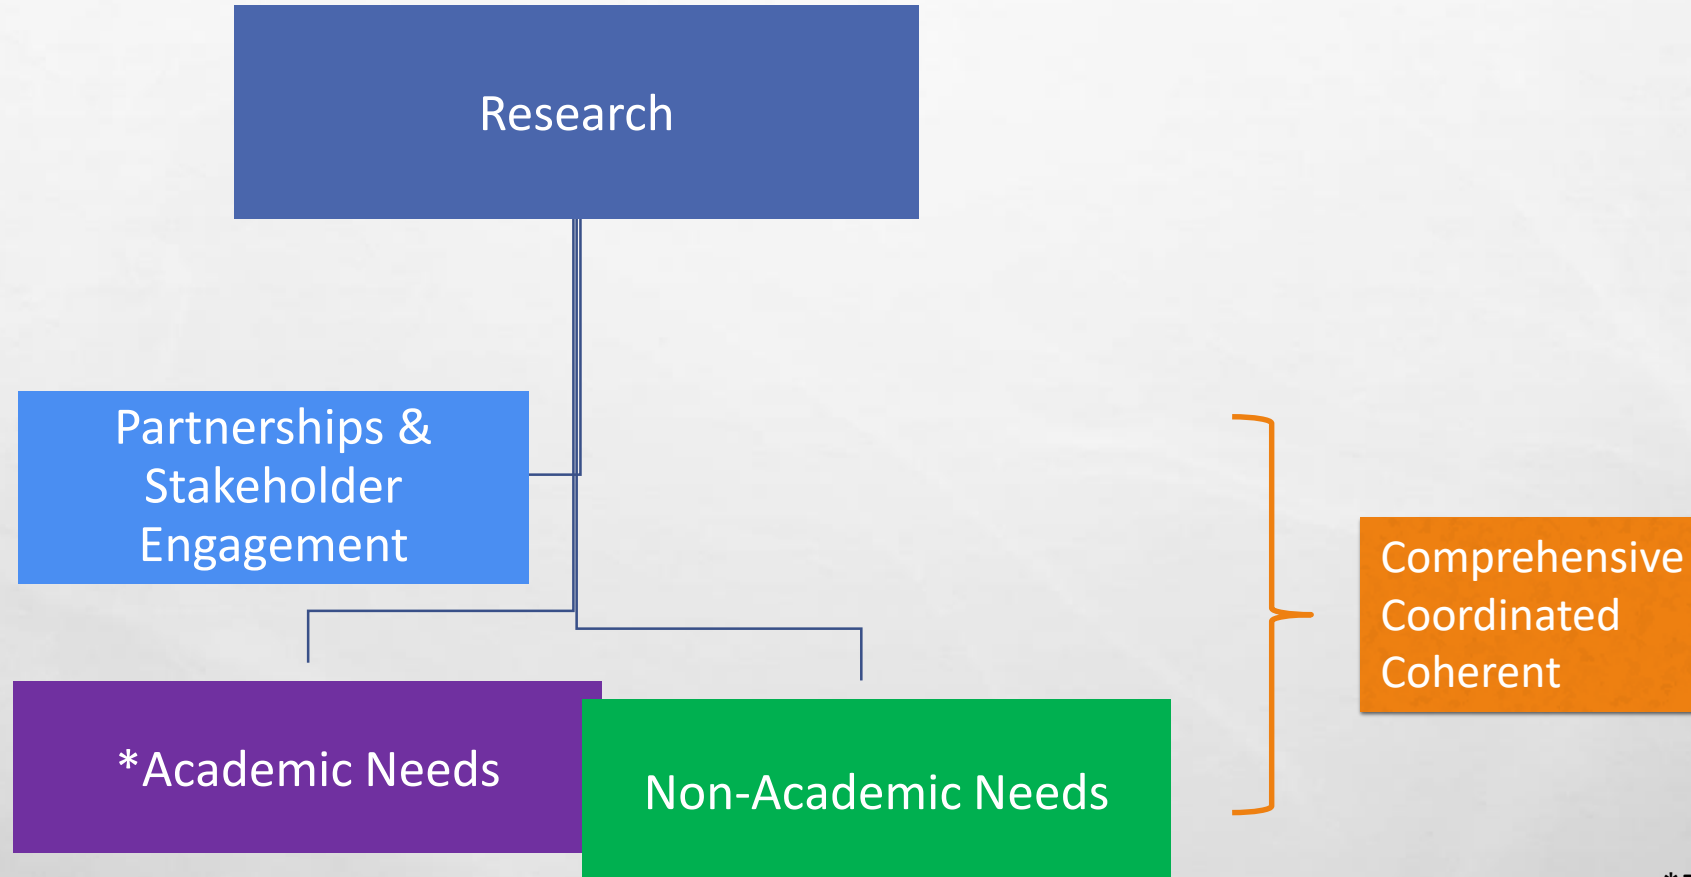 Research
Partnerships &
Stakeholder
Engagement
Comprehensive
Coordinated
Coherent
*Academic Needs
Non-Academic Needs